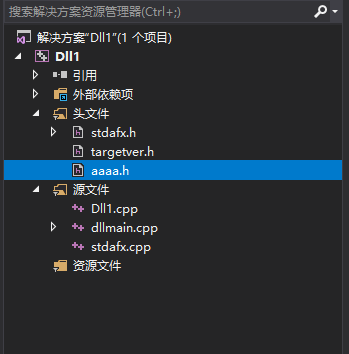 搜索解决方案资源管理器(Ctrl+;)
解决方案"Dll1"(1 个项目)
Dll1
引用
外部依赖项
头文件
stdafx.h
targetver.h
aaaa.h
源文件
Dll1.cpp
dllmain.cpp
stdafx.cpp
资源文件